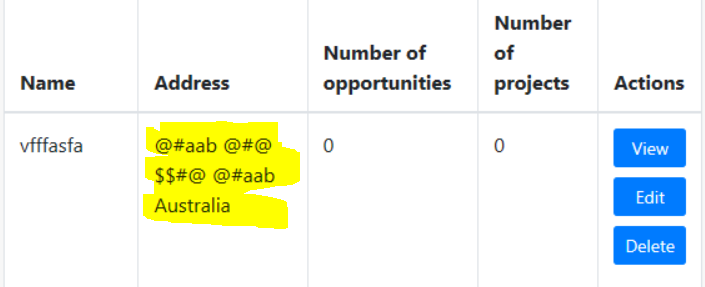 Name
Address
Number of
opportunities
Number
of
projects
Actions
vfffasfa
@#aab @#@
$$#@ @#aab
Australia
0
0
View
Edit
Delete